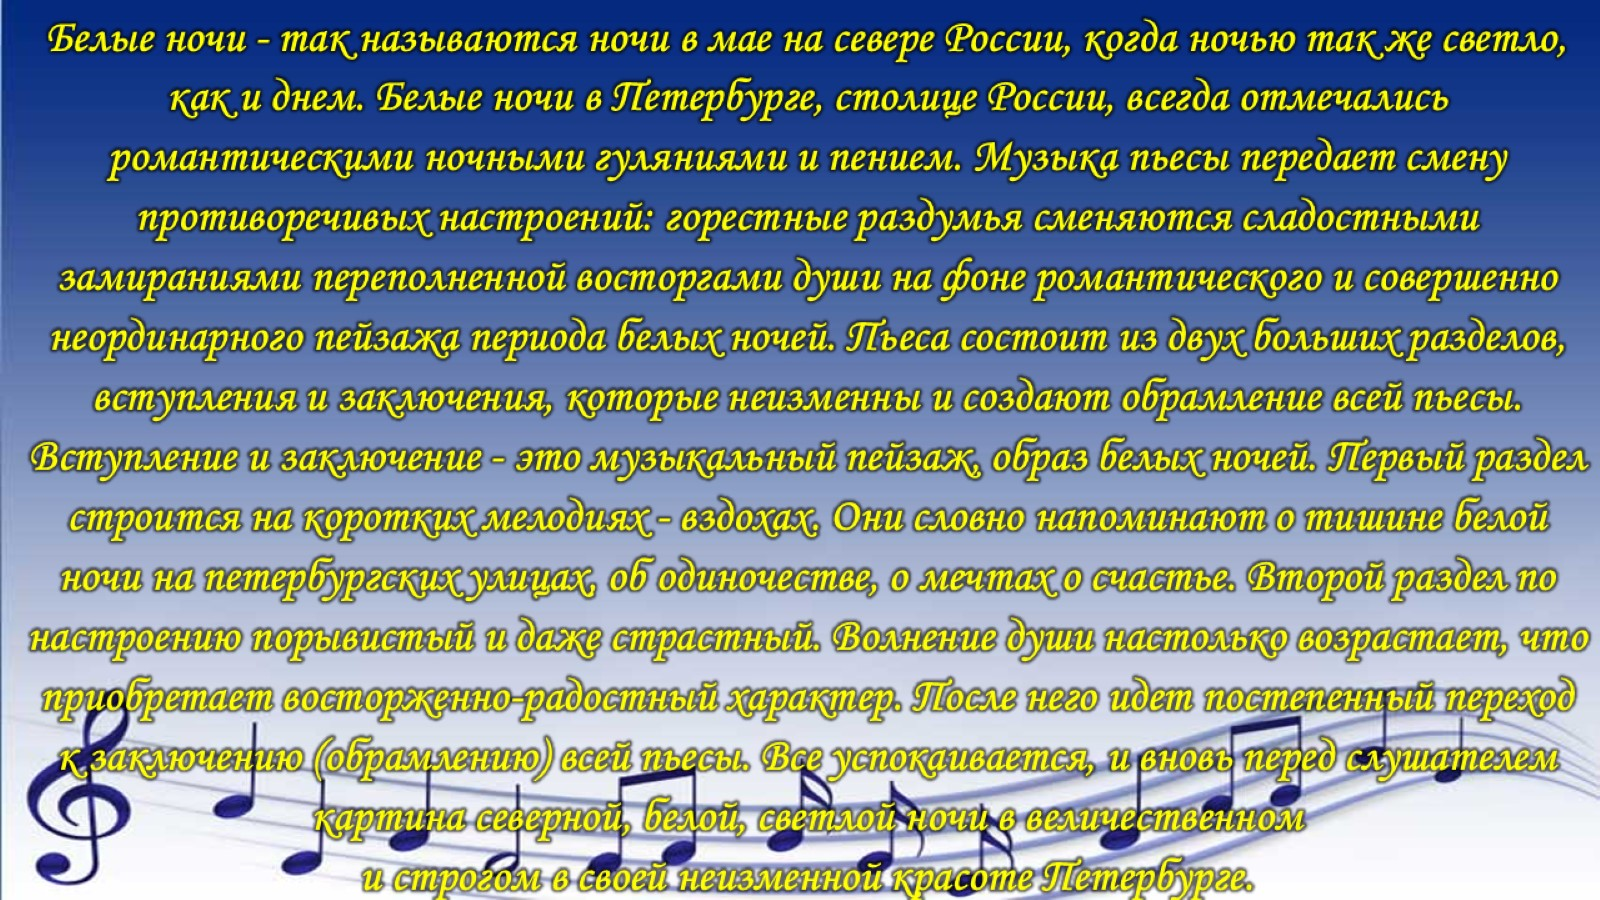 Белые ночи - так называются ночи в мае на севере России, когда ночью так же светло,
как и днем. Белые ночи в Петербурге, столице России, всегда отмечались
романтическими ночными гуляниями и пением. Музыка пьесы передает смену
противоречивых настроений: горестные раздумья сменяются сладостными
замираниями переполненной восторгами души на фоне романтического и совершенно
неординарного пейзажа периода белых ночей. Пьеса состоит из двух больших разделов,
вступления и заключения, которые неизменны и создают обрамление всей пьесы.
Вступление и заключение - это музыкальный пейзаж, образ белых ночей. Первый раздел
строится на коротких мелодиях - вздохах. Они словно напоминают о тишине белой
ночи на петербургских улицах, об одиночестве, о мечтах о счастье. Второй раздел по
настроению порывистый и даже страстный. Волнение души настолько возрастает, что
приобретает восторженно-радостный характер. После него идет постепенный переход
к заключению (обрамлению) всей пьесы. Все успокаивается, и вновь перед слушателем
картина северной, белой, светлой ночи в величественном
и строгом в своей неизменной красоте Петербурге.